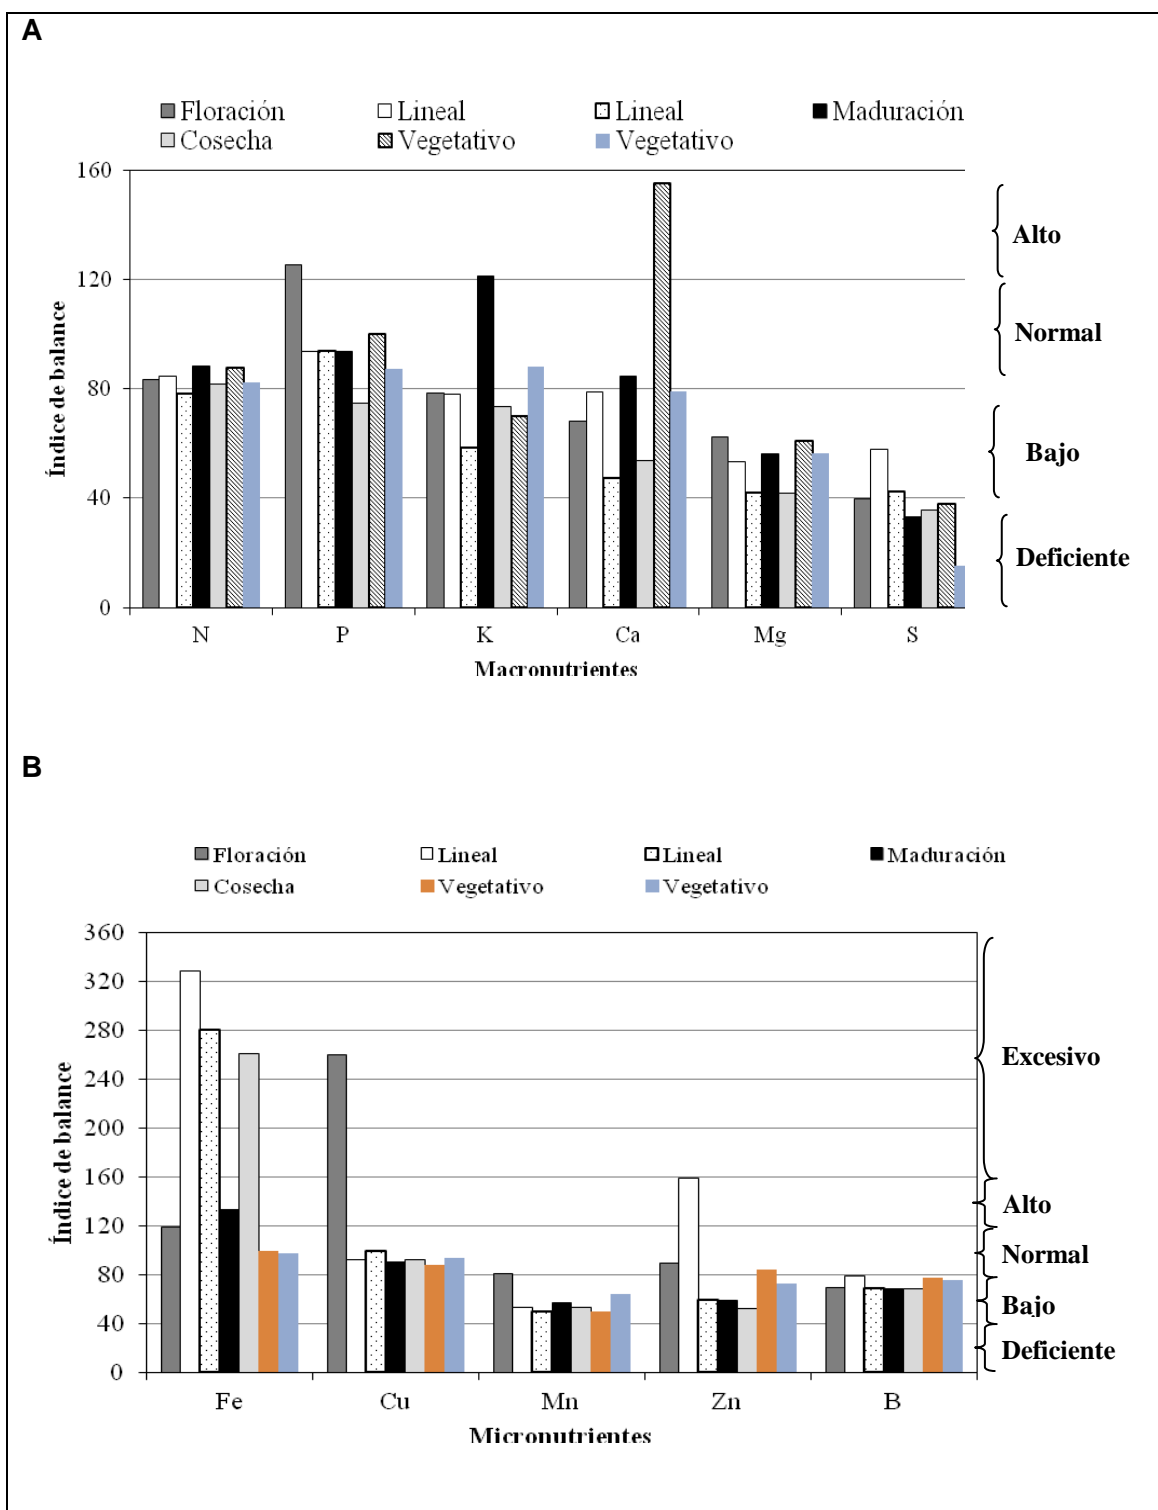 A
Floración Lineal Lineal Maduración
Cosecha Vegetativo Vegetativo
160
120
80
40
0
Índice de balance
Alto
Normal
Bajo
Deficiente
N P K Ca Mg S
Macronutrientes
B
Floración Lineal Lineal Maduración
Cosecha Vegetativo Vegetativo
360
320
280
240
200
160
120
80
40
0
Índice de balance
Excesivo
Alto
Normal
Bajo
Deficiente
Fe Cu Mn Zn B
Micronutrientes